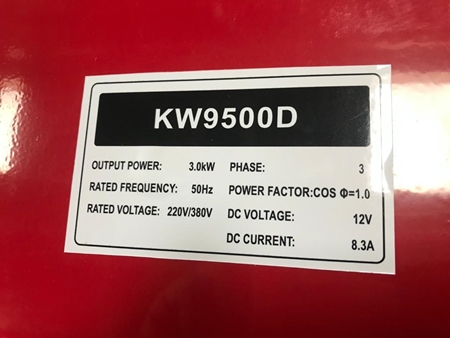 KW9500D
OUTPUT POWER: 3.0kW PHASE: 3
RATED FREQUENCY: 50Hz POWER FACTOR:COS Φ=1.0
RATED VOLTAGE: 220V/380V DC VOLTAGE: 12V
DC CURRENT: 8.3A